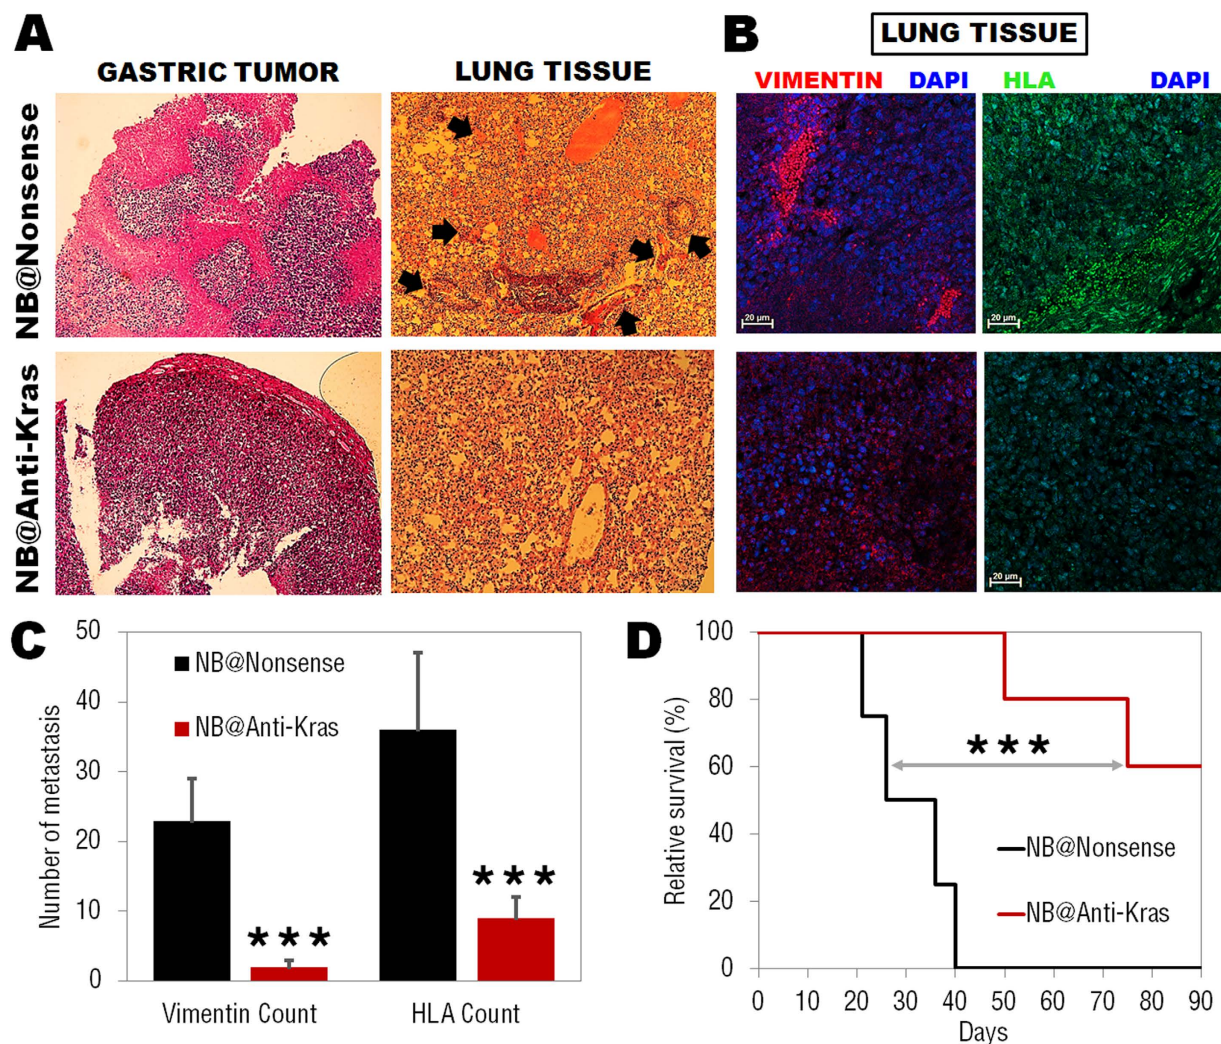 A
GASTRIC TUMOR
LUNG TISSUE
NB@Nonsense
NB@Anti-Kras
B
LUNG TISSUE
VIMENTIN DAPI
HLA DAPI
20 µm
20 µm
20 µm
C
Number of metastasis
50
40
30
20
10
0
NB@Nonsense
NB@Anti-Kras
***
***
Vimentin Count
HLA Count
D
Relative survival (%)
100
80
60
40
20
0
***
NB@Nonsense
NB@Anti-Kras
0 10 20 30 40 50 60 70 80 90
Days